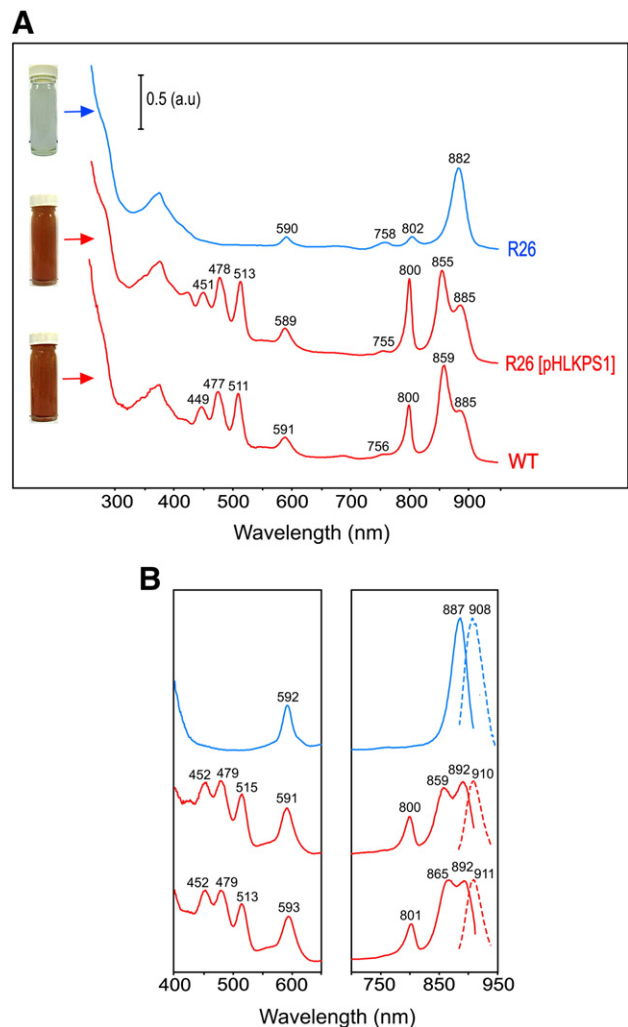 A
0.5 (a.u)
882
590
758
802
R26
451
478
513
589
755
800
855
885
R26 [pHLKPS1]
449
477
511
591
756
800
859
885
WT
300 400 500 600 700 800 900
Wavelength (nm)
B
887 908
592
452 479
515
591
800
859 892 910
452 479
513
593
801
865 892 911
400 500 600 750 850 950
Wavelength (nm)